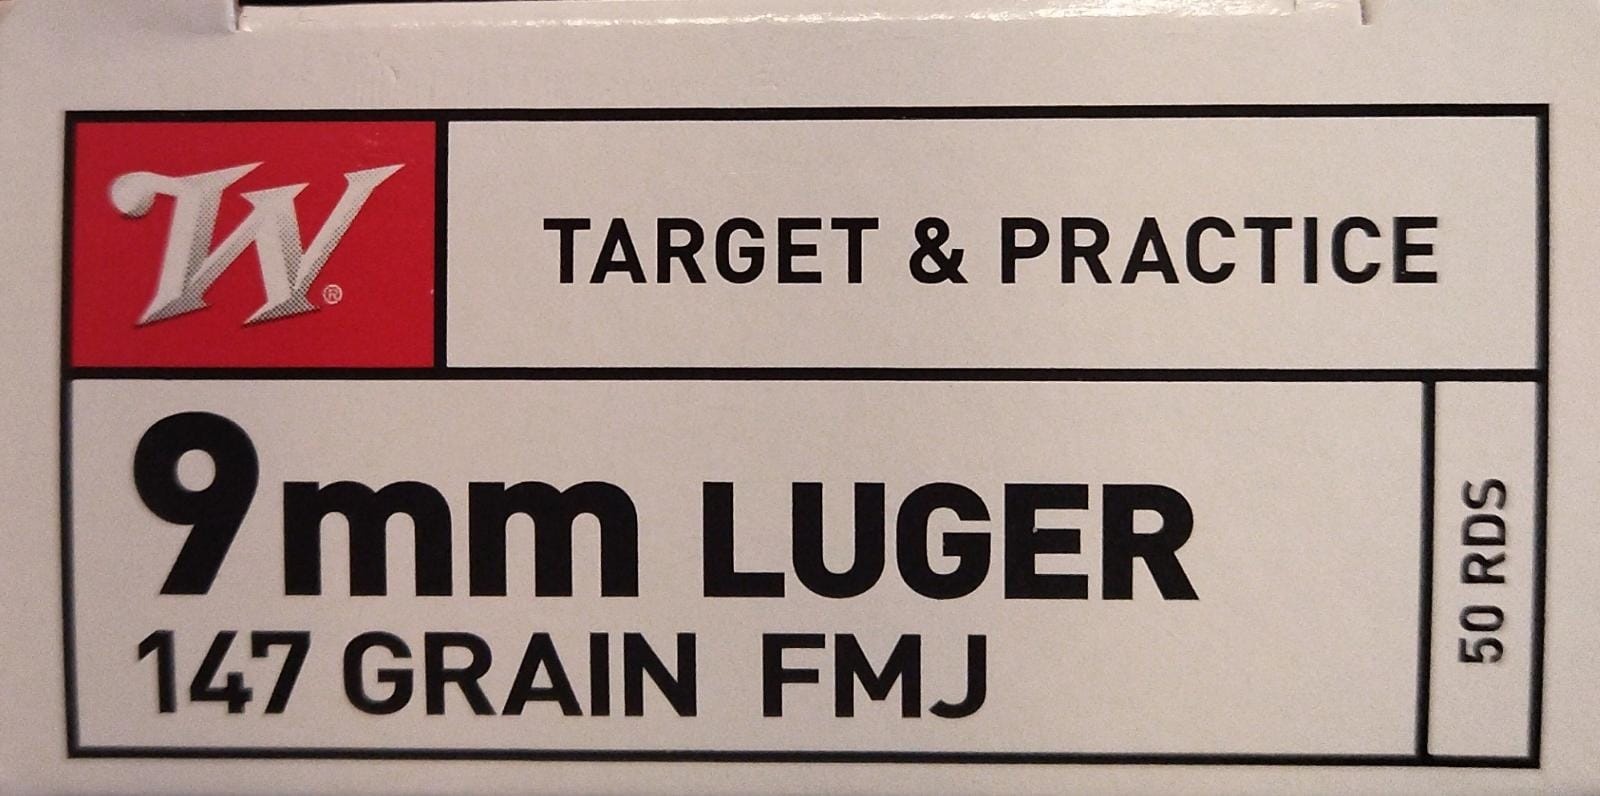 W®
TARGET & PRACTICE
9mm LUGER
147 GRAIN FMJ
50 RDS